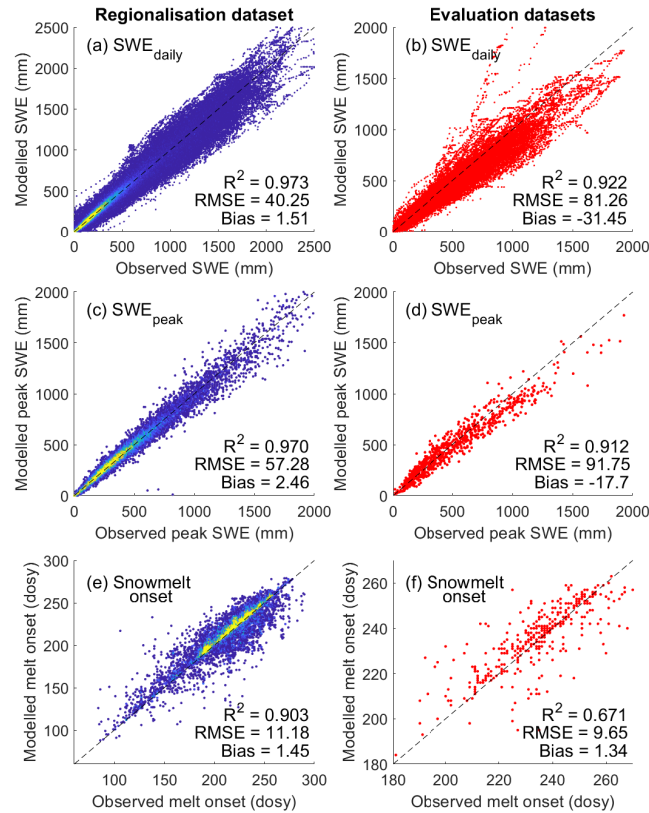 Regionalisation dataset
Evaluation datasets
(a) SWEdaily
Modelled SWE (mm)
2500
2000
1500
1000
500
0
R2 = 0.973
RMSE = 40.25
Bias = 1.51
0 500 1000 1500 2000 2500
Observed SWE (mm)
(b) SWEdaily
Modelled SWE (mm)
2000
1500
1000
500
0
R2 = 0.922
RMSE = 81.26
Bias = -31.45
0 500 1000 1500 2000
Observed SWE (mm)
(c) SWEpeak
Modelled peak SWE (mm)
2000
1500
1000
500
0
R2 = 0.970
RMSE = 57.28
Bias = 2.46
0 500 1000 1500 2000
Observed peak SWE (mm)
(d) SWEpeak
Modelled peak SWE (mm)
2000
1500
1000
500
0
R2 = 0.912
RMSE = 91.75
Bias = -17.7
0 500 1000 1500 2000
Observed peak SWE (mm)
(e) Snowmelt
onset
Modelled melt onset (dosy)
300
250
200
150
100
R2 = 0.903
RMSE = 11.18
Bias = 1.45
100 150 200 250 300
Observed melt onset (dosy)
(f) Snowmelt
onset
Modelled melt onset (dosy)
260
240
220
200
180
R2 = 0.671
RMSE = 9.65
Bias = 1.34
180 200 220 240 260
Observed melt onset (dosy)